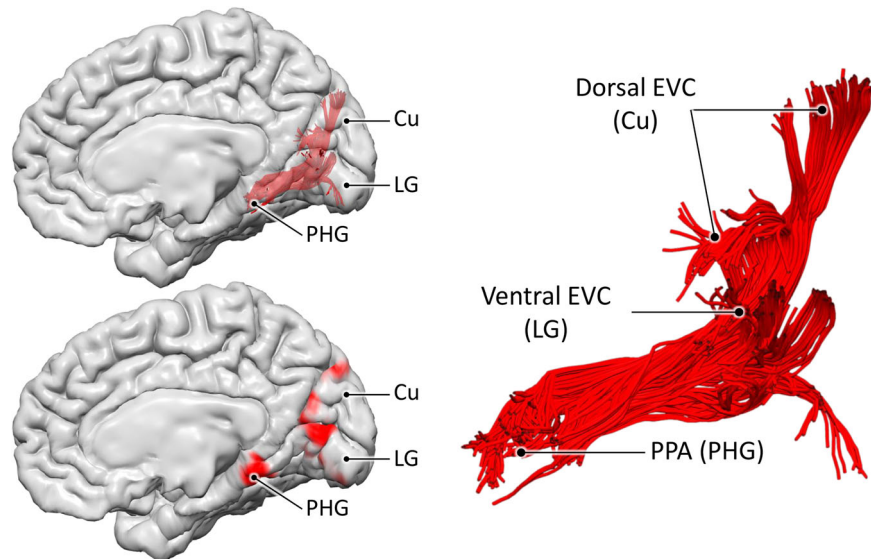 Cu
LG
PHG
Cu
LG
PHG
Dorsal EVC
(Cu)
Ventral EVC
(LG)
PPA (PHG)